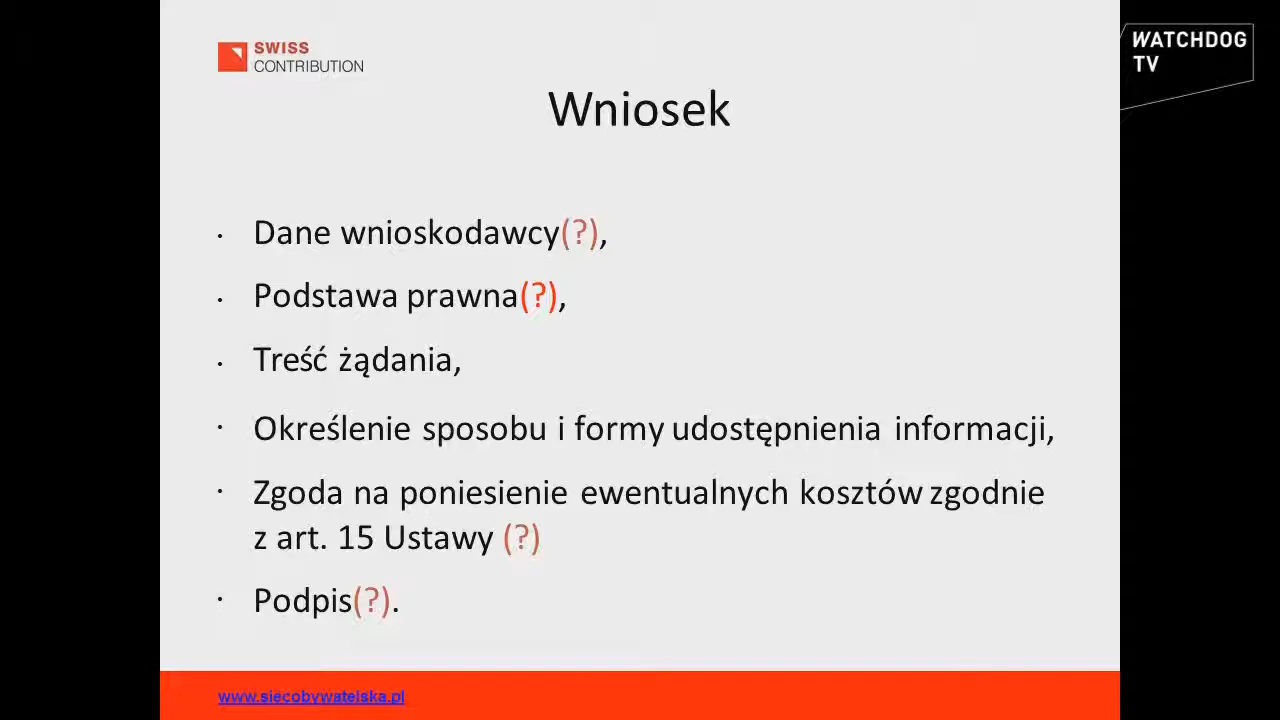 SWISS
CONTRIBUTION
WATCHDOG
TV
Wniosek
• Dane wnioskodawcy(?),
• Podstawa prawna(?),
• Treść żądania,
• Określenie sposobu i formy udostępnienia informacji,
• Zgoda na poniesienie ewentualnych kosztów zgodnie
z art. 15 Ustawy (?)
• Podpis(?).
www.siecobywatelska.pl